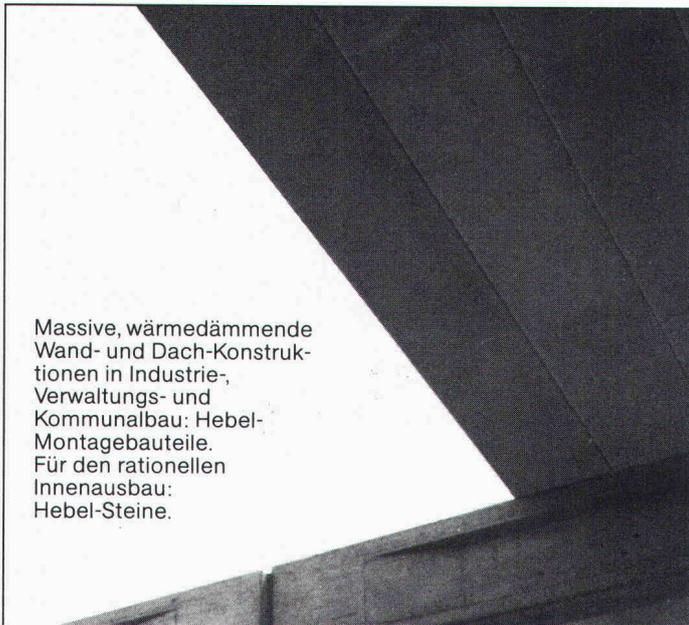 Massive, wärmedämmende
Wand- und Dach-Konstruk-
tionen in Industrie-,
Verwaltungs- und
Kommunalbau: Hebel-
Montagebauteile.
Für den rationellen
Innenausbau:
Hebel-Steine.